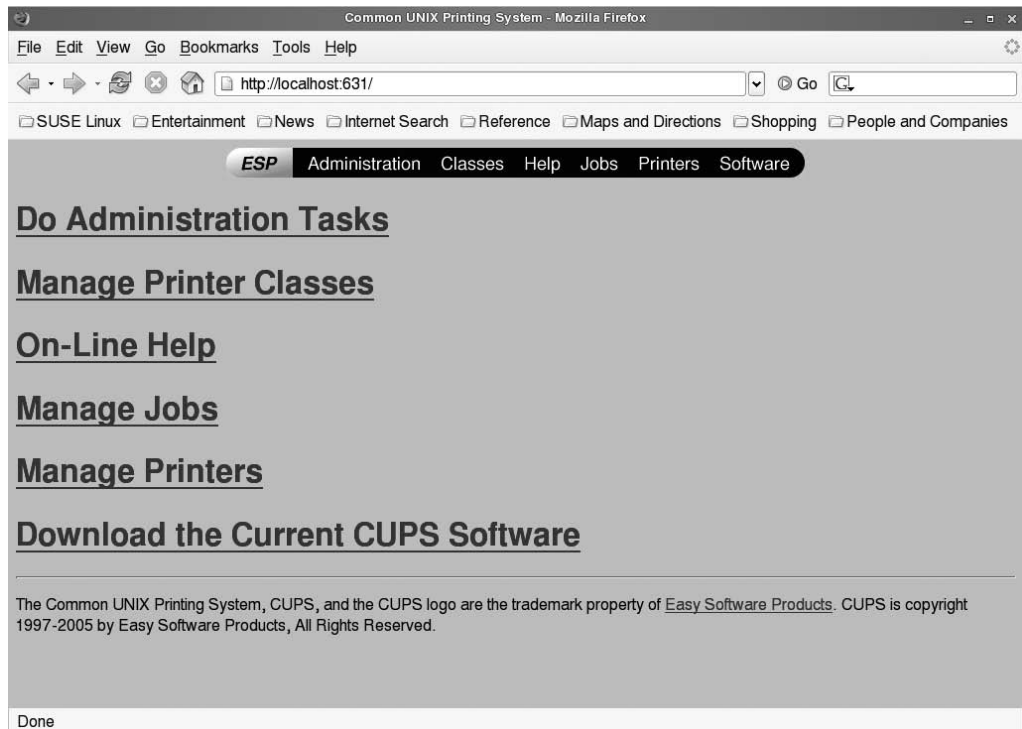 Common UNIX Printing System - Mozilla Firefox
File Edit View Go Bookmarks Tools Help
http://localhost:631/ Go G
SUSE Linux Entertainment News Internet Search Reference Maps and Directions Shopping People and Companies
ESP Administration Classes Help Jobs Printers Software
Do Administration Tasks
Manage Printer Classes
On-Line Help
Manage Jobs
Manage Printers
Download the Current CUPS Software
The Common UNIX Printing System, CUPS, and the CUPS logo are the trademark property of Easy Software Products. CUPS is copyright
1997-2005 by Easy Software Products, All Rights Reserved.
Done